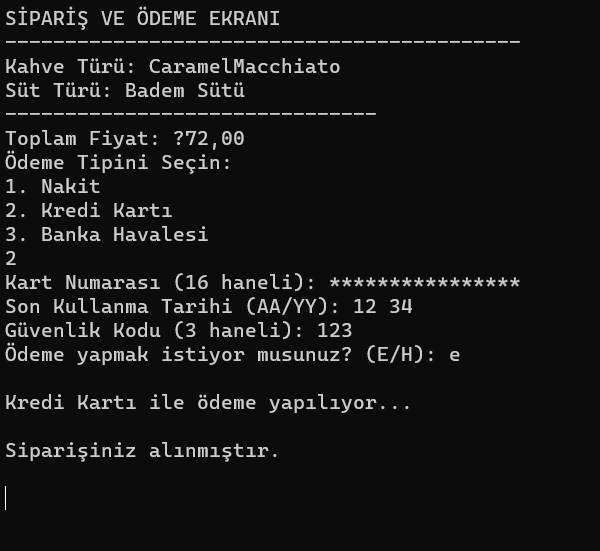 SİPARİŞ VE ÖDEME EKRANI
-------------------------------------------
Kahve Türü: CaramelMacchiato
Süt Türü: Badem Sütü
-------------------------------
Toplam Fiyat: ?72,00
Ödeme Tipini Seçin:
1. Nakit
2. Kredi Kartı
3. Banka Havalesi
2
Kart Numarası (16 haneli): ****************
Son Kullanma Tarihi (AA/YY): 12 34
Güvenlik Kodu (3 haneli): 123
Ödeme yapmak istiyor musunuz? (E/H): e
Kredi Kartı ile ödeme yapılıyor...
Siparişiniz alınmıştır.